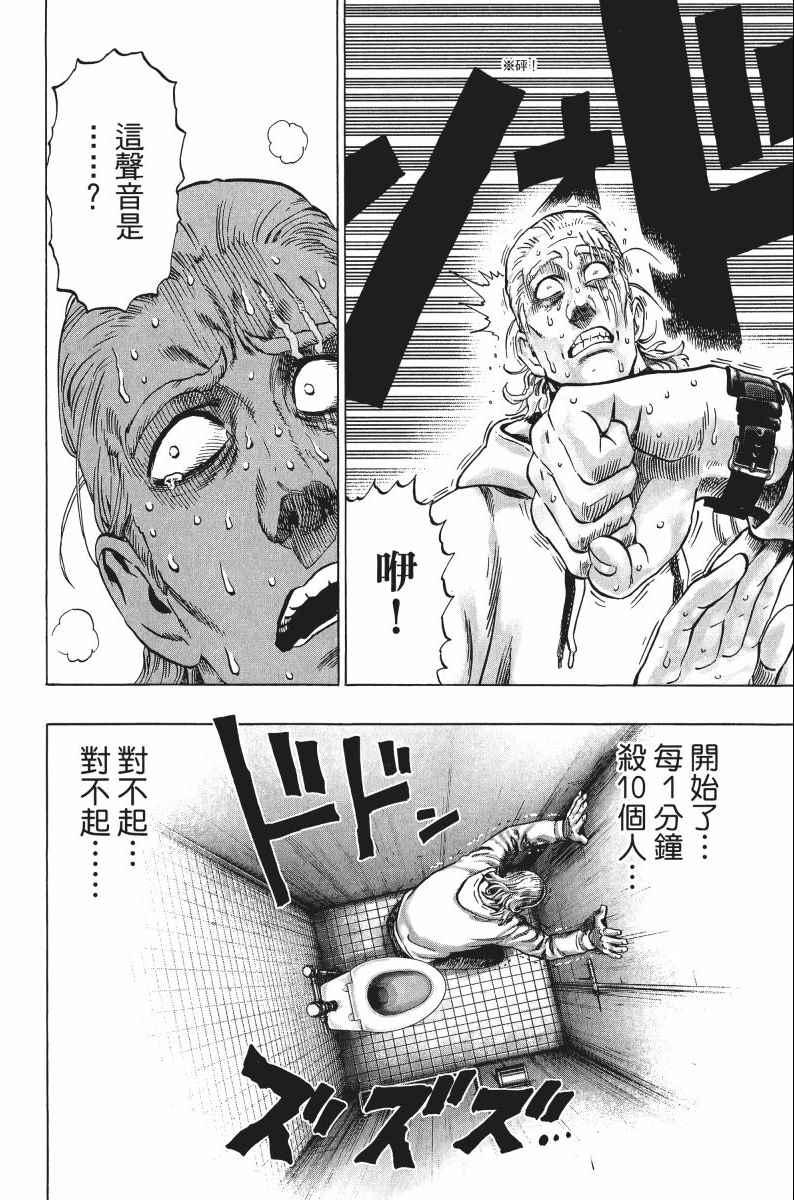 ※砰！
ドォン
咿！
這聲音是
……？
開始了…
每1分鐘
殺10個人…
ドドン
對不起…
對不起……
ズズズ…